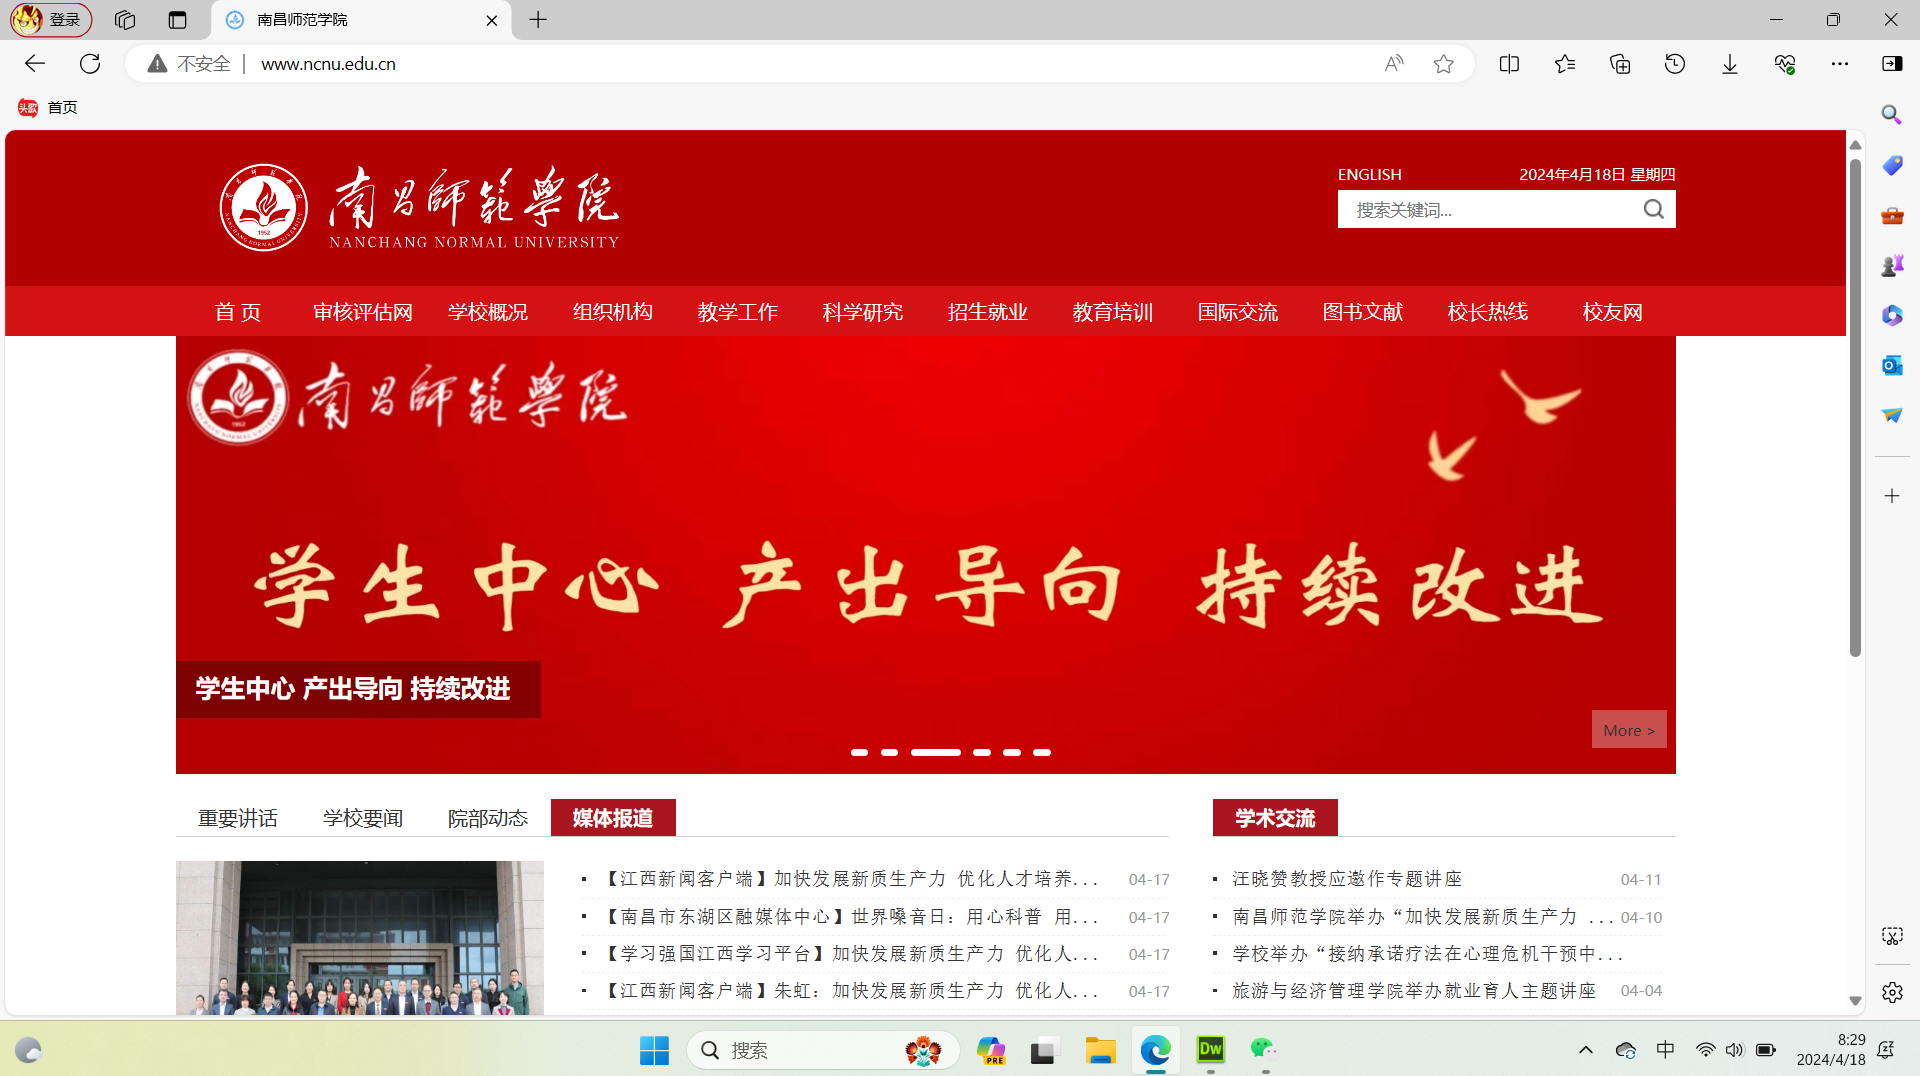 登录
南昌师范学院
不安全
www.ncnu.edu.cn
头歌 首页
南昌師範學院
NANCHANG NORMAL UNIVERSITY
1952
ENGLISH
2024年4月18日 星期四
搜索关键词...
首 页 审核评估网 学校概况 组织机构 教学工作 科学研究 招生就业 教育培训 国际交流 图书文献 校长热线 校友网
南昌師範學院
1952
学生中心 产出导向 持续改进
学生中心 产出导向 持续改进
More >
重要讲话 学校要闻 院部动态 媒体报道
学术交流
【江西新闻客户端】加快发展新质生产力 优化人才培养... 04-17
【南昌市东湖区融媒体中心】世界嗓音日：用心科普 用... 04-17
【学习强国江西学习平台】加快发展新质生产力 优化人... 04-17
【江西新闻客户端】朱虹：加快发展新质生产力 优化人... 04-17
汪晓赞教授应邀作专题讲座 04-11
南昌师范学院举办“加快发展新质生产力 ... 04-10
学校举办“接纳承诺疗法在心理危机干预中...
旅游与经济管理学院举办就业育人主题讲座 04-04
搜索
PRE
Dw
中
8:29
2024/4/18